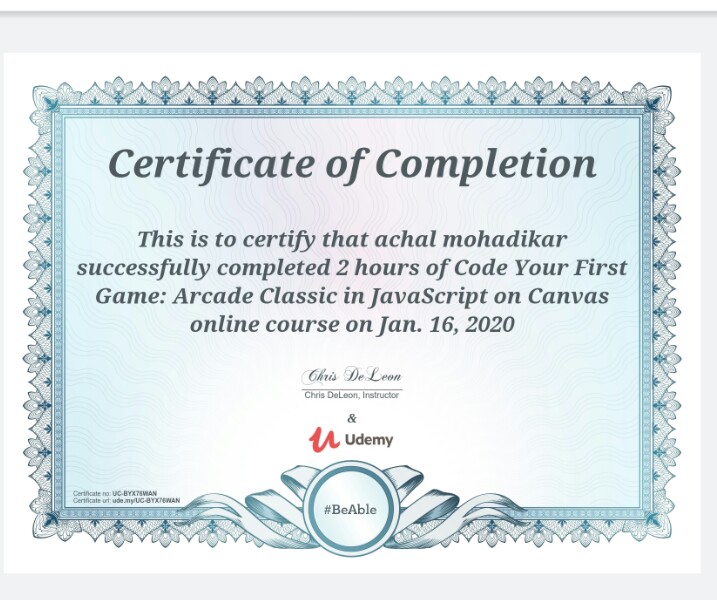 Certificate of Completion
This is to certify that achal mohadikar
successfully completed 2 hours of Code Your First
Game: Arcade Classic in JavaScript on Canvas
online course on Jan. 16, 2020
Chris DeLeon
Chris DeLeon, Instructor
&
Udemy
Certificate no: UC-BYX76WAN
Certificate url: ude.my/UC-BYX76WAN
#BeAble